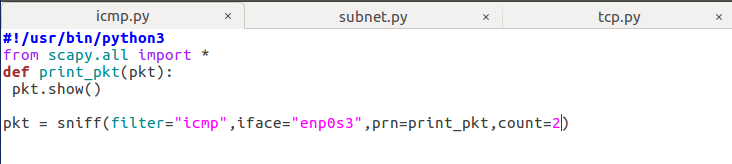 icmp.py × subnet.py × tcp.py ×
#!/usr/bin/python3
from scapy.all import *
def print_pkt(pkt):
 pkt.show()
pkt = sniff(filter="icmp",iface="enp0s3",prn=print_pkt,count=2)